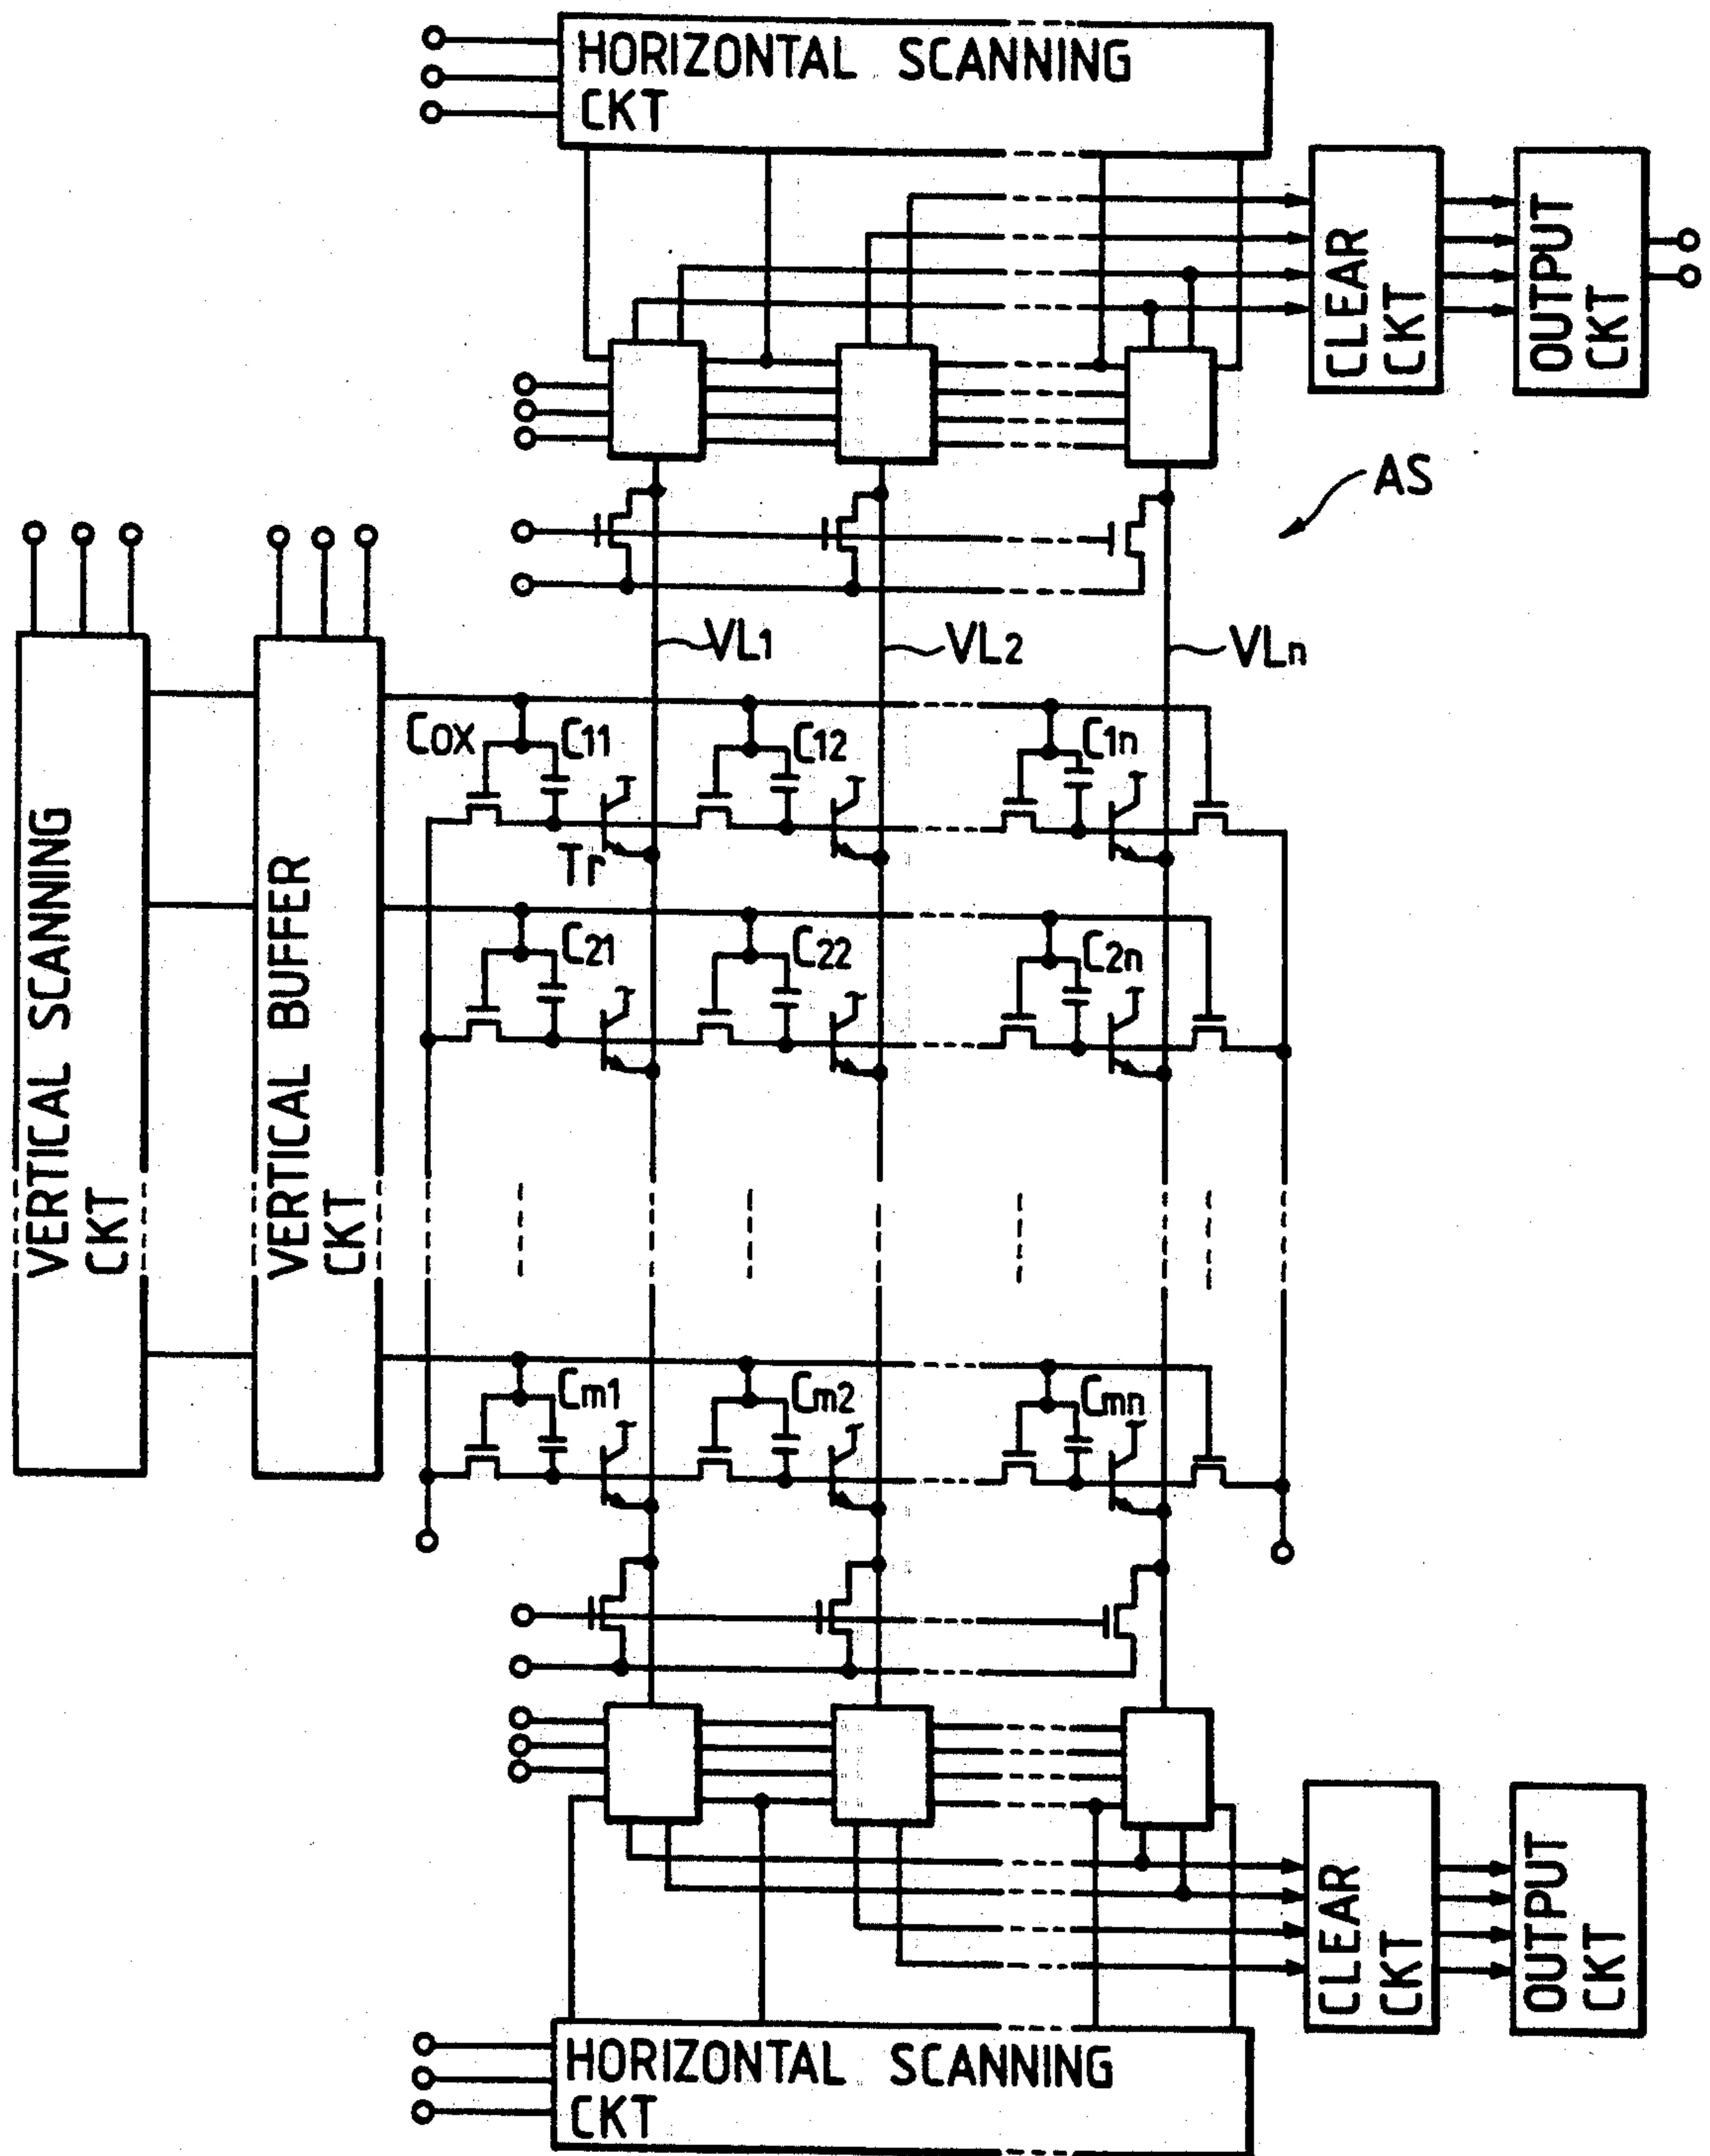 HORIZONTAL SCANNING
CKT
CLEAR
CKT
OUTPUT
CKT
AS
VL1
VL2
VLn
VERTICAL SCANNING
CKT
VERTICAL BUFFER
CKT
COX
C11
C12
C1n
Tr
C21
C22
C2n
Cm1
Cm2
Cmn
CLEAR
CKT
OUTPUT
CKT
HORIZONTAL SCANNING
CKT